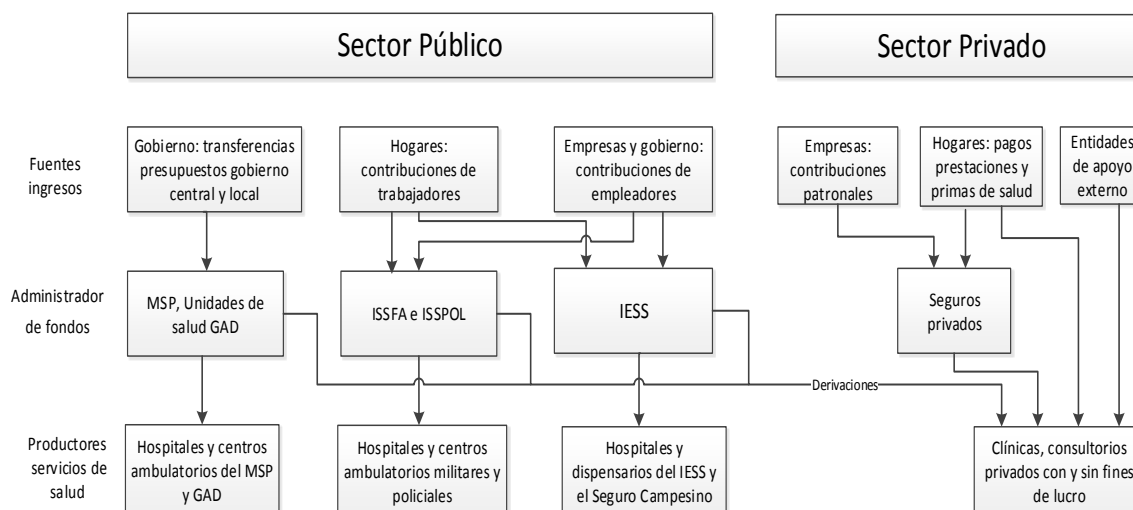 Sector Público
Sector Privado
Fuentes
ingresos
Gobierno: transferencias
presupuestos gobierno
central y local
Hogares:
contribuciones de
trabajadores
Empresas y gobierno:
contribuciones de
empleadores
Empresas:
contribuciones
patronales
Hogares: pagos
prestaciones y
primas de salud
Entidades
de apoyo
externo
Administrador
de fondos
MSP, Unidades de
salud GAD
ISSFA e ISSPOL
IESS
Seguros
privados
Derivaciones
Productores
servicios de
salud
Hospitales y centros
ambulatorios del MSP
y GAD
Hospitales y centros
ambulatorios militares y
policiales
Hospitales y
dispensarios del IESS y
el Seguro Campesino
Clínicas, consultorios
privados con y sin fines
de lucro